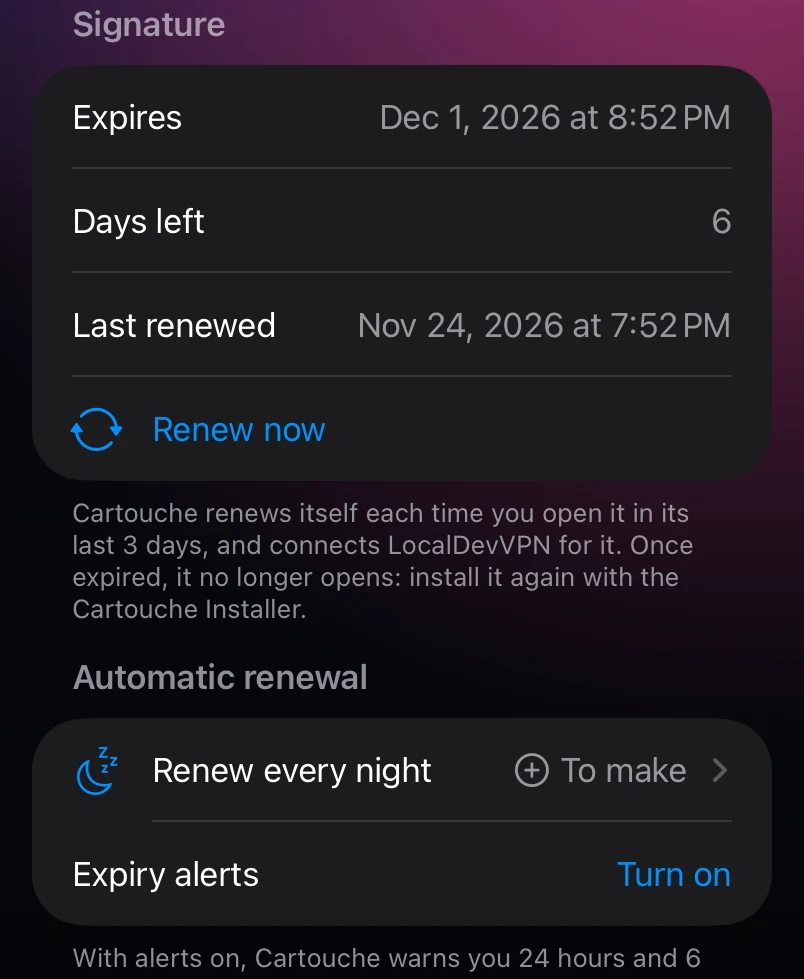 Signature
Expires Dec 1, 2026 at 8:52 PM
Days left 6
Last renewed Nov 24, 2026 at 7:52 PM
Renew now
Cartouche renews itself each time you open it in its
last 3 days, and connects LocalDevVPN for it. Once
expired, it no longer opens: install it again with the
Cartouche Installer.
Automatic renewal
zzz Renew every night To make
Expiry alerts Turn on
With alerts on, Cartouche warns you 24 hours and 6